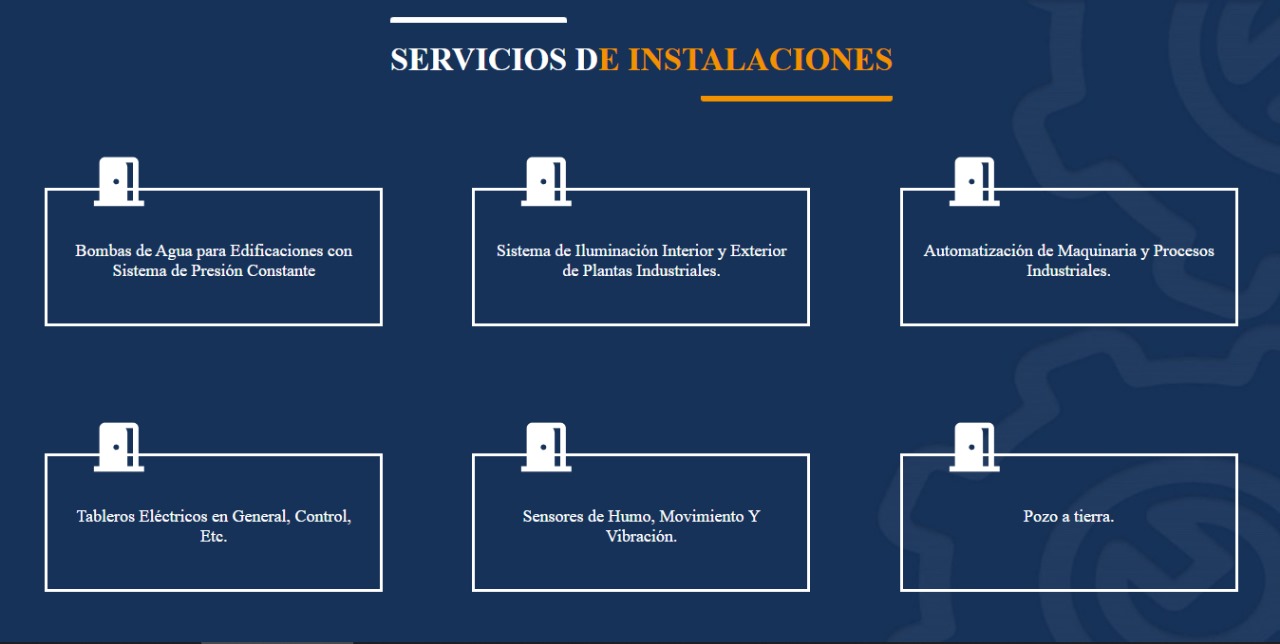 SERVICIOS DE INSTALACIONES
Bombas de Agua para Edificaciones con
Sistema de Presión Constante
Sistema de Iluminación Interior y Exterior
de Plantas Industriales.
Automatización de Maquinaria y Procesos
Industriales.
Tableros Eléctricos en General, Control,
Etc.
Sensores de Humo, Movimiento Y
Vibración.
Pozo a tierra.